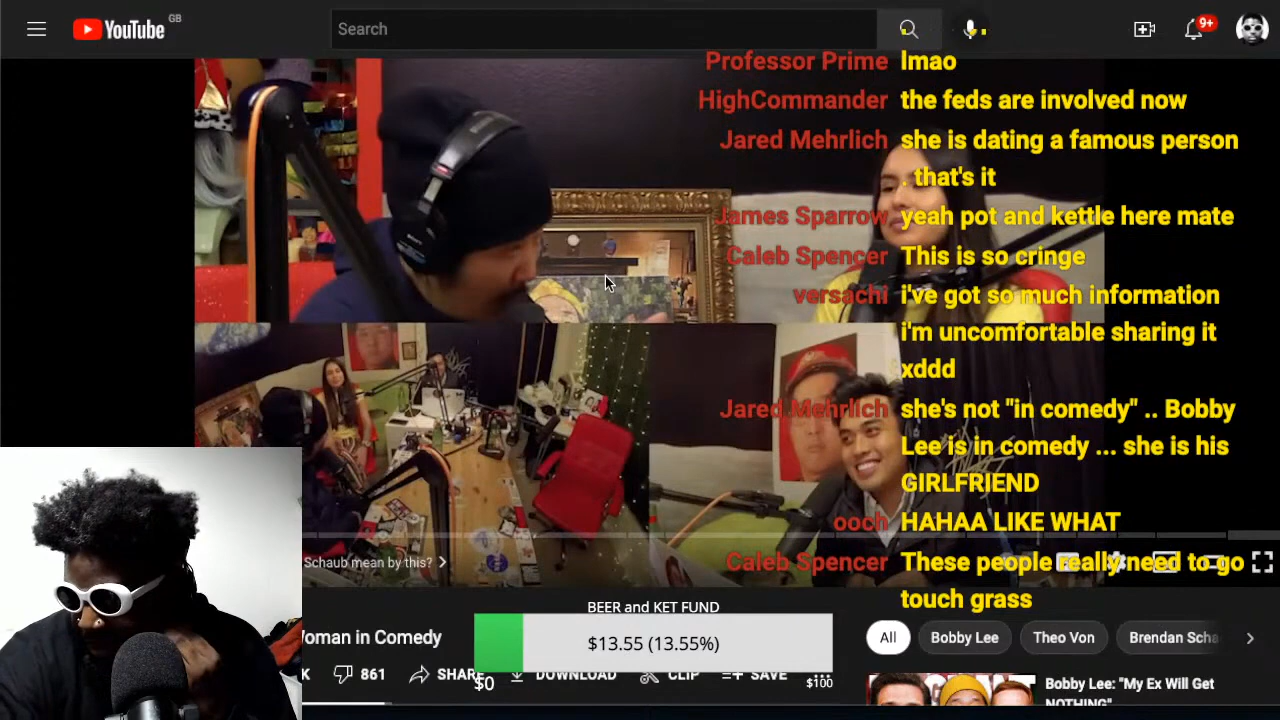 YouTube GB
Search
9+
Professor Prime lmao
HighCommander the feds are involved now
Jared Mehrlich she is dating a famous person
. that's it
James Sparrow yeah pot and kettle here mate
Caleb Spencer This is so cringe
versachi i've got so much information
i'm uncomfortable sharing it
xddd
Jared Mehrlich she's not "in comedy" .. Bobby
Lee is in comedy ... she is his
GIRLFRIEND
ooch HAHAA LIKE WHAT
Caleb Spencer These people really need to go
touch grass
Schaub mean by this?
BEER and KET FUND
$13.55 (13.55%)
$0
$100
Woman in Comedy
K 861 SHARE DOWNLOAD CLIP SAVE
All Bobby Lee Theo Von Brendan Scha
Bobby Lee: "My Ex Will Get
NOTHING"